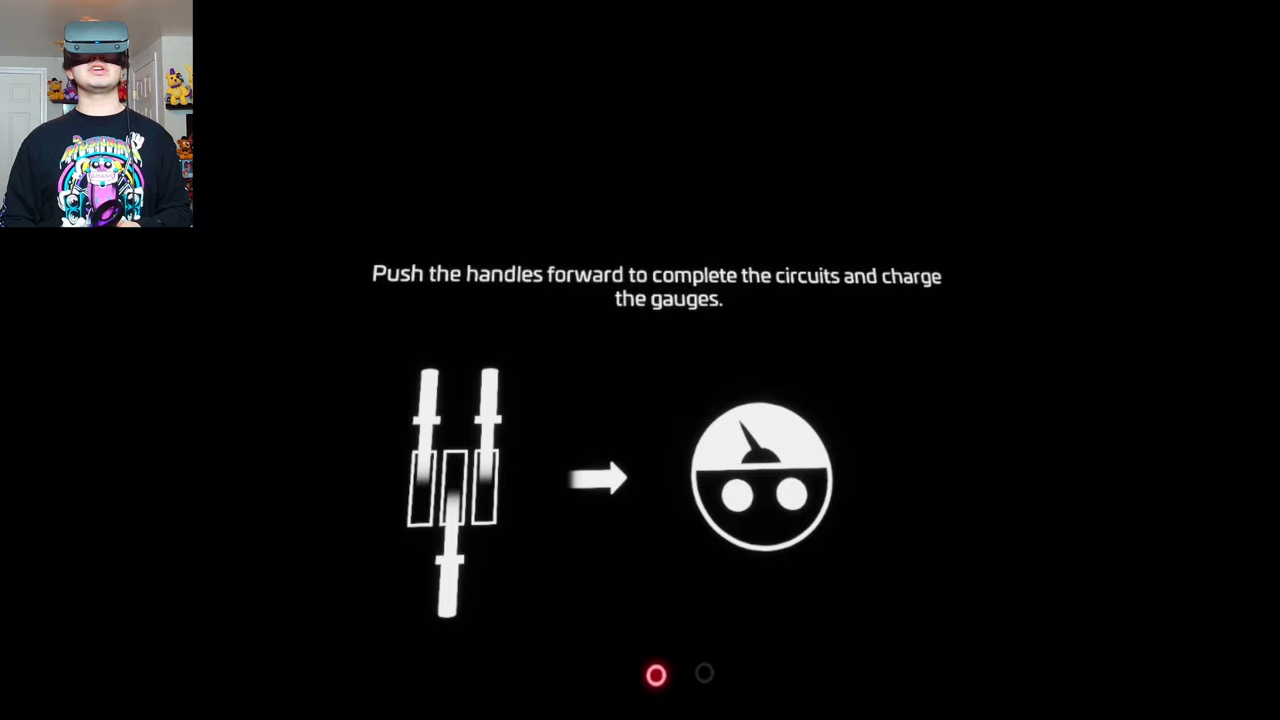 Push the handles forward to complete the circuits and charge
the gauges.